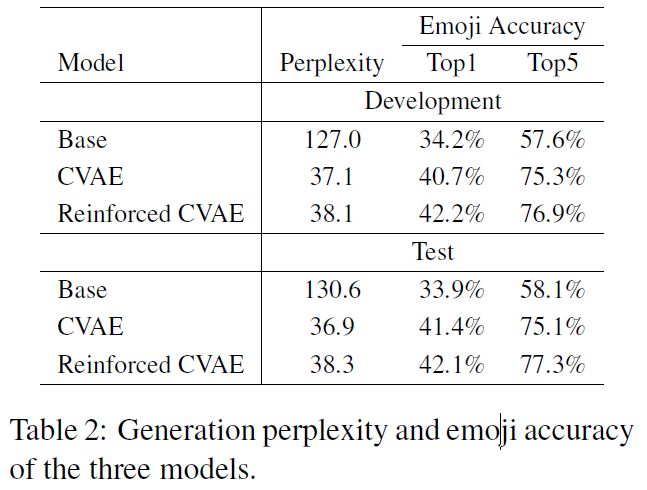 Emoji Accuracy
Model Perplexity Top1 Top5
Development
Base 127.0 34.2% 57.6%
CVAE 37.1 40.7% 75.3%
Reinforced CVAE 38.1 42.2% 76.9%
Test
Base 130.6 33.9% 58.1%
CVAE 36.9 41.4% 75.1%
Reinforced CVAE 38.3 42.1% 77.3%
Table 2: Generation perplexity and emoji accuracy
of the three models.